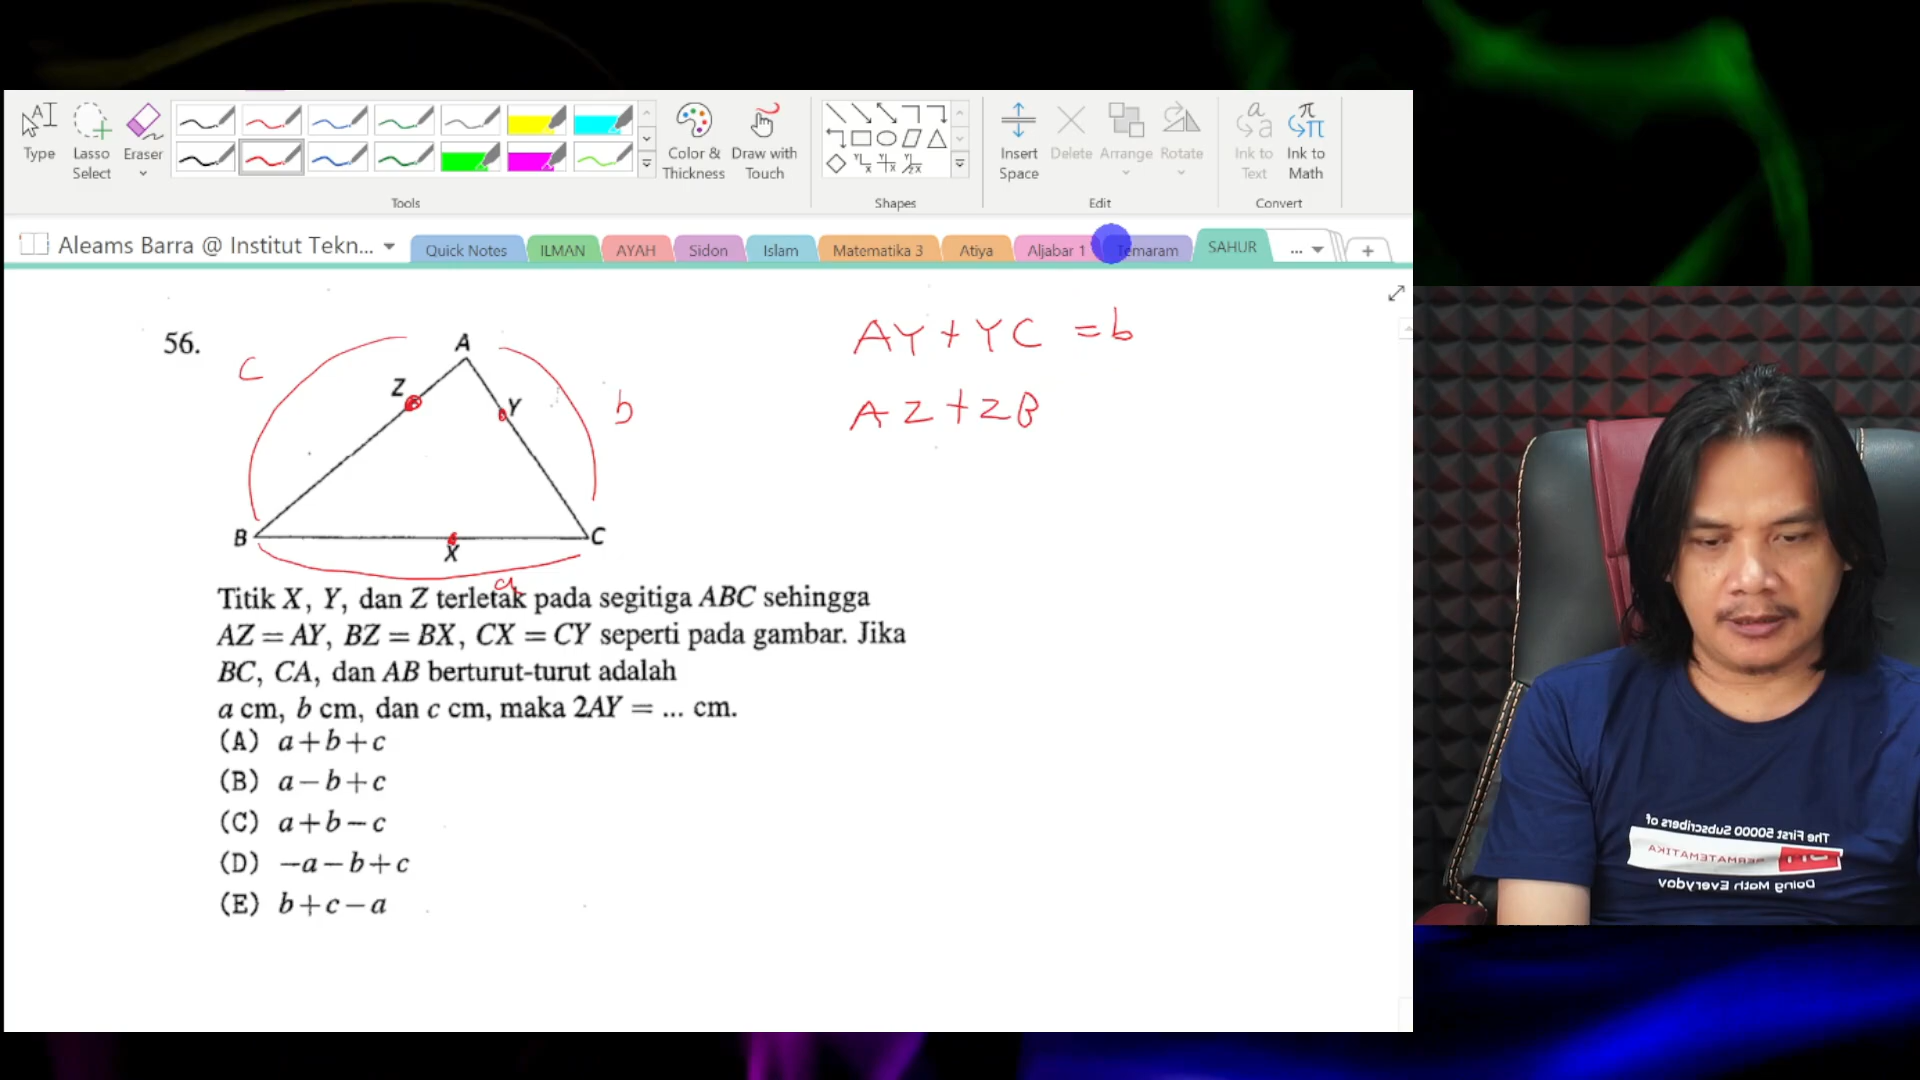 Type
Lasso Select
Eraser
Color & Thickness
Draw with Touch
Insert Space
Delete
Arrange
Rotate
Ink to Text
Ink to Math
Tools
Shapes
Edit
Convert
Aleams Barra @ Institut Tekn...
Quick Notes
ILMAN
AYAH
Sidon
Islam
Matematika 3
Atiya
Aljabar 1
Temaram
SAHUR
...
56.
A
Z
Y
B
X
C
c
b
a
AY + YC = b
AZ + ZB
Titik X, Y, dan Z terletak pada segitiga ABC sehingga
AZ = AY, BZ = BX, CX = CY seperti pada gambar. Jika
BC, CA, dan AB berturut-turut adalah
a cm, b cm, dan c cm, maka 2AY = ... cm.
(A) a+b+c
(B) a−b+c
(C) a+b−c
(D) −a−b+c
(E) b+c−a
The First 50000 Subscribers of
Doing Math Everyday